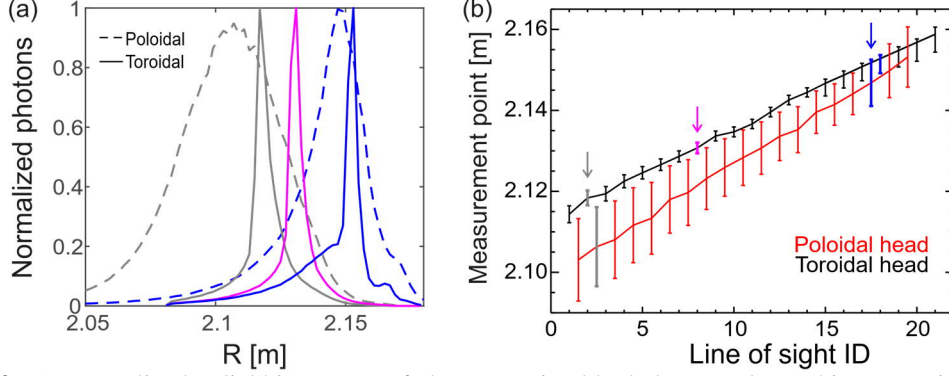 (a)
Normalized photons
1
0.8
0.6
0.4
0.2
0
Poloidal
Toroidal
2.05
2.1
2.15
R [m]
(b)
Measurement point [m]
2.16
2.14
2.12
2.10
Poloidal head
Toroidal head
0
5
10
15
20
Line of sight ID